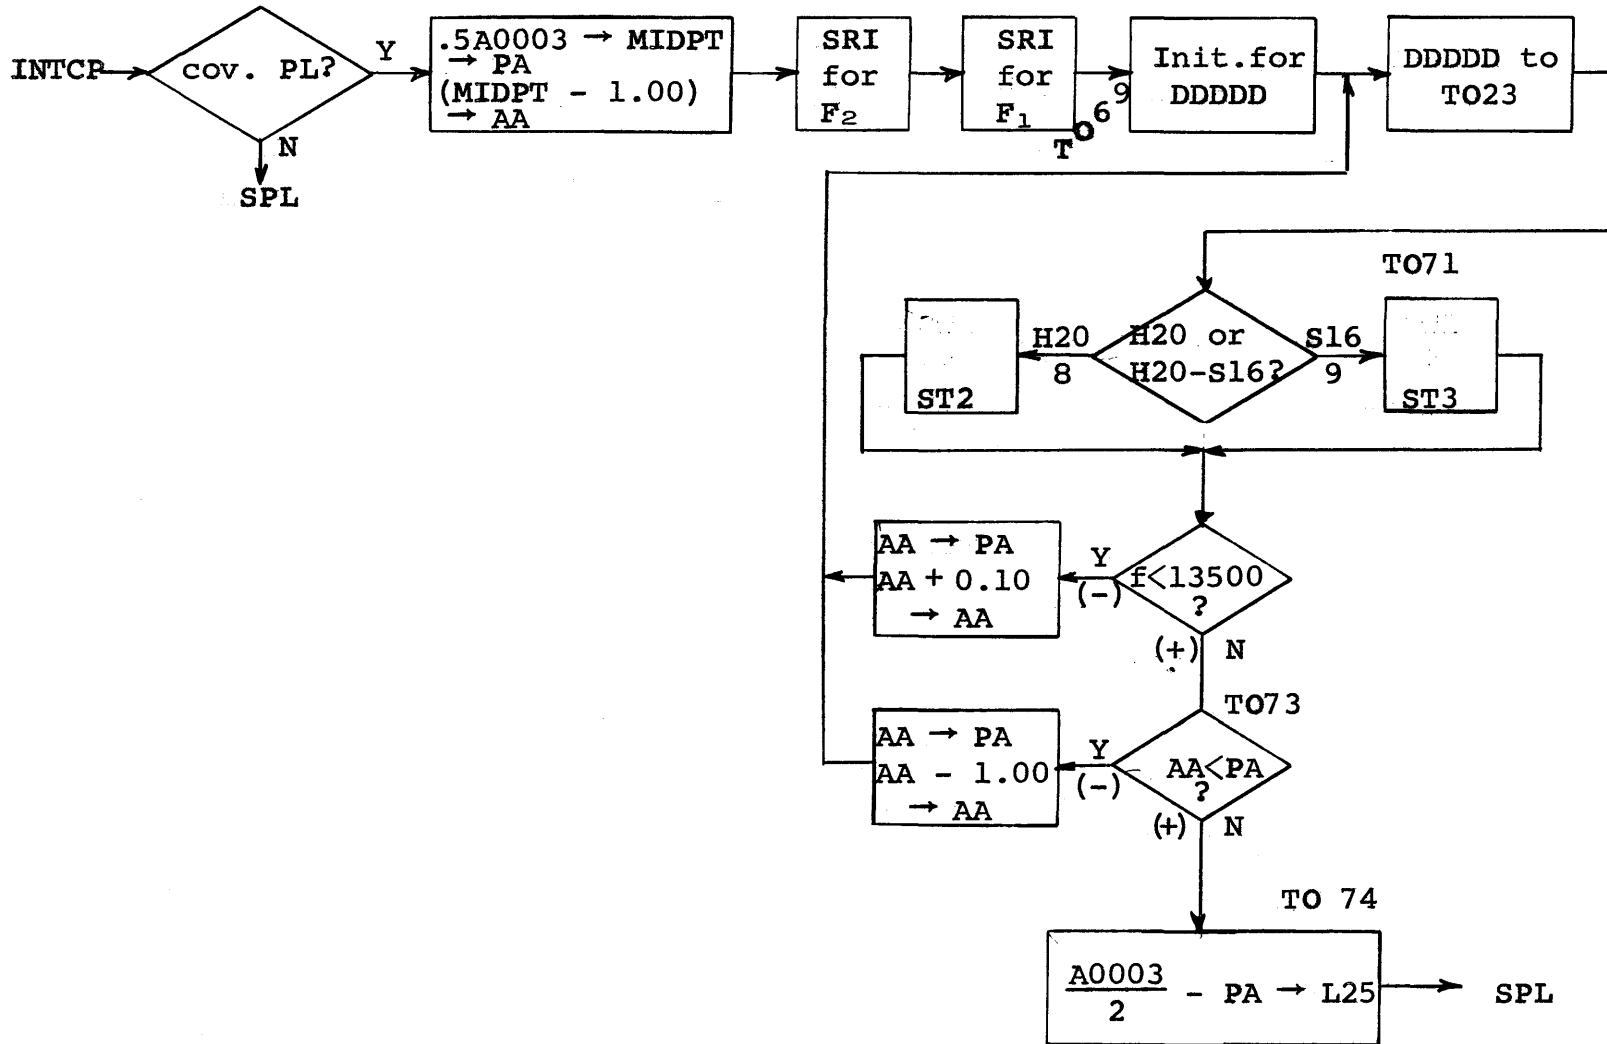 INTCP
cov. PL?
Y
N
SPL
.5A0003 → MIDPT
→ PA
(MIDPT - 1.00)
→ AA
SRI
for
F₂
SRI
for
F₁
TO69
Init.for
DDDDD
DDDDD to
TO23
TO71
H20 or
H20-S16?
H20
8
S16
9
ST2
ST3
f<13500
?
Y
(-)
(+) N
AA → PA
AA + 0.10
→ AA
TO73
AA<PA
?
Y
(-)
(+) N
AA → PA
AA - 1.00
→ AA
TO 74
A0003
2
- PA → L25
SPL